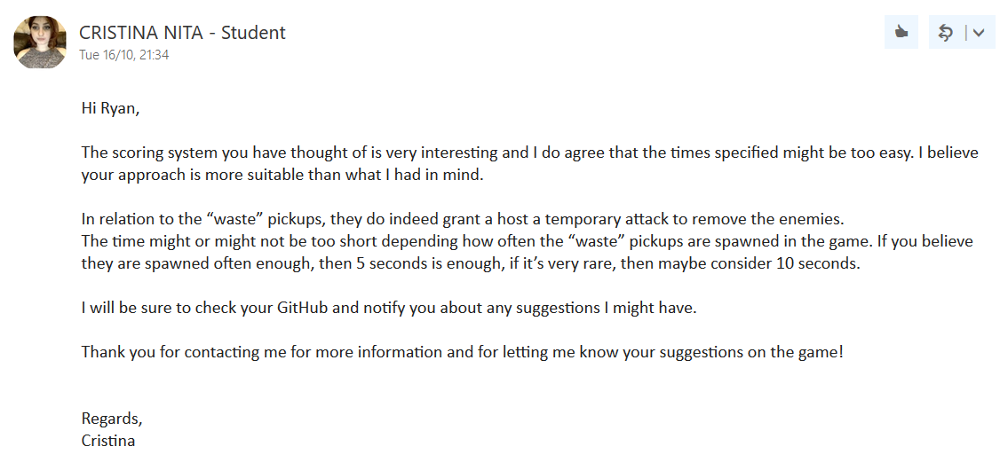 CRISTINA NITA - Student
Tue 16/10, 21:34
Hi Ryan,
The scoring system you have thought of is very interesting and I do agree that the times specified might be too easy. I believe
your approach is more suitable than what I had in mind.
In relation to the “waste” pickups, they do indeed grant a host a temporary attack to remove the enemies.
The time might or might not be too short depending how often the “waste” pickups are spawned in the game. If you believe
they are spawned often enough, then 5 seconds is enough, if it’s very rare, then maybe consider 10 seconds.
I will be sure to check your GitHub and notify you about any suggestions I might have.
Thank you for contacting me for more information and for letting me know your suggestions on the game!
Regards,
Cristina